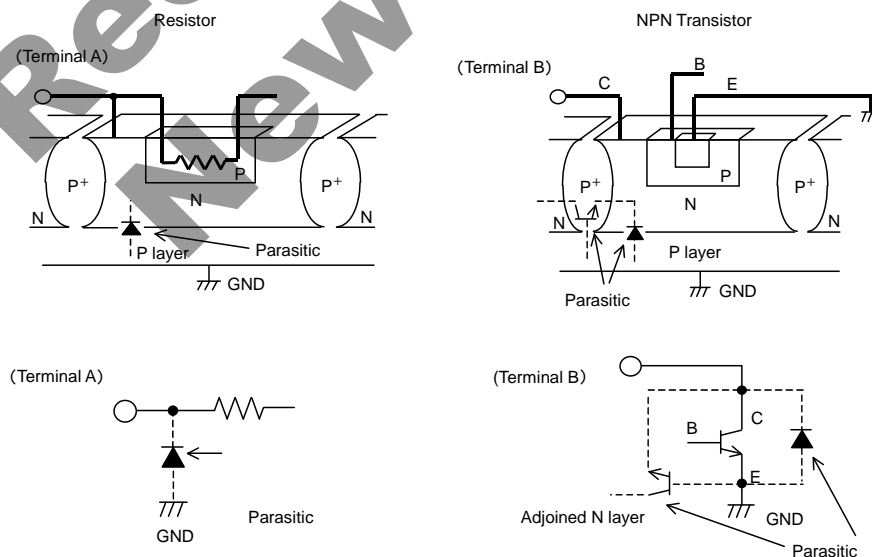 Resistor
NPN Transistor
(Terminal A)
(Terminal B)
C
B
E
P+
P
N
P+
N
N
P layer
Parasitic
GND
P+
P
N
P+
N
N
P layer
Parasitic
GND
(Terminal A)
GND
Parasitic
(Terminal B)
B
C
E
Adjoined N layer
GND
Parasitic
New